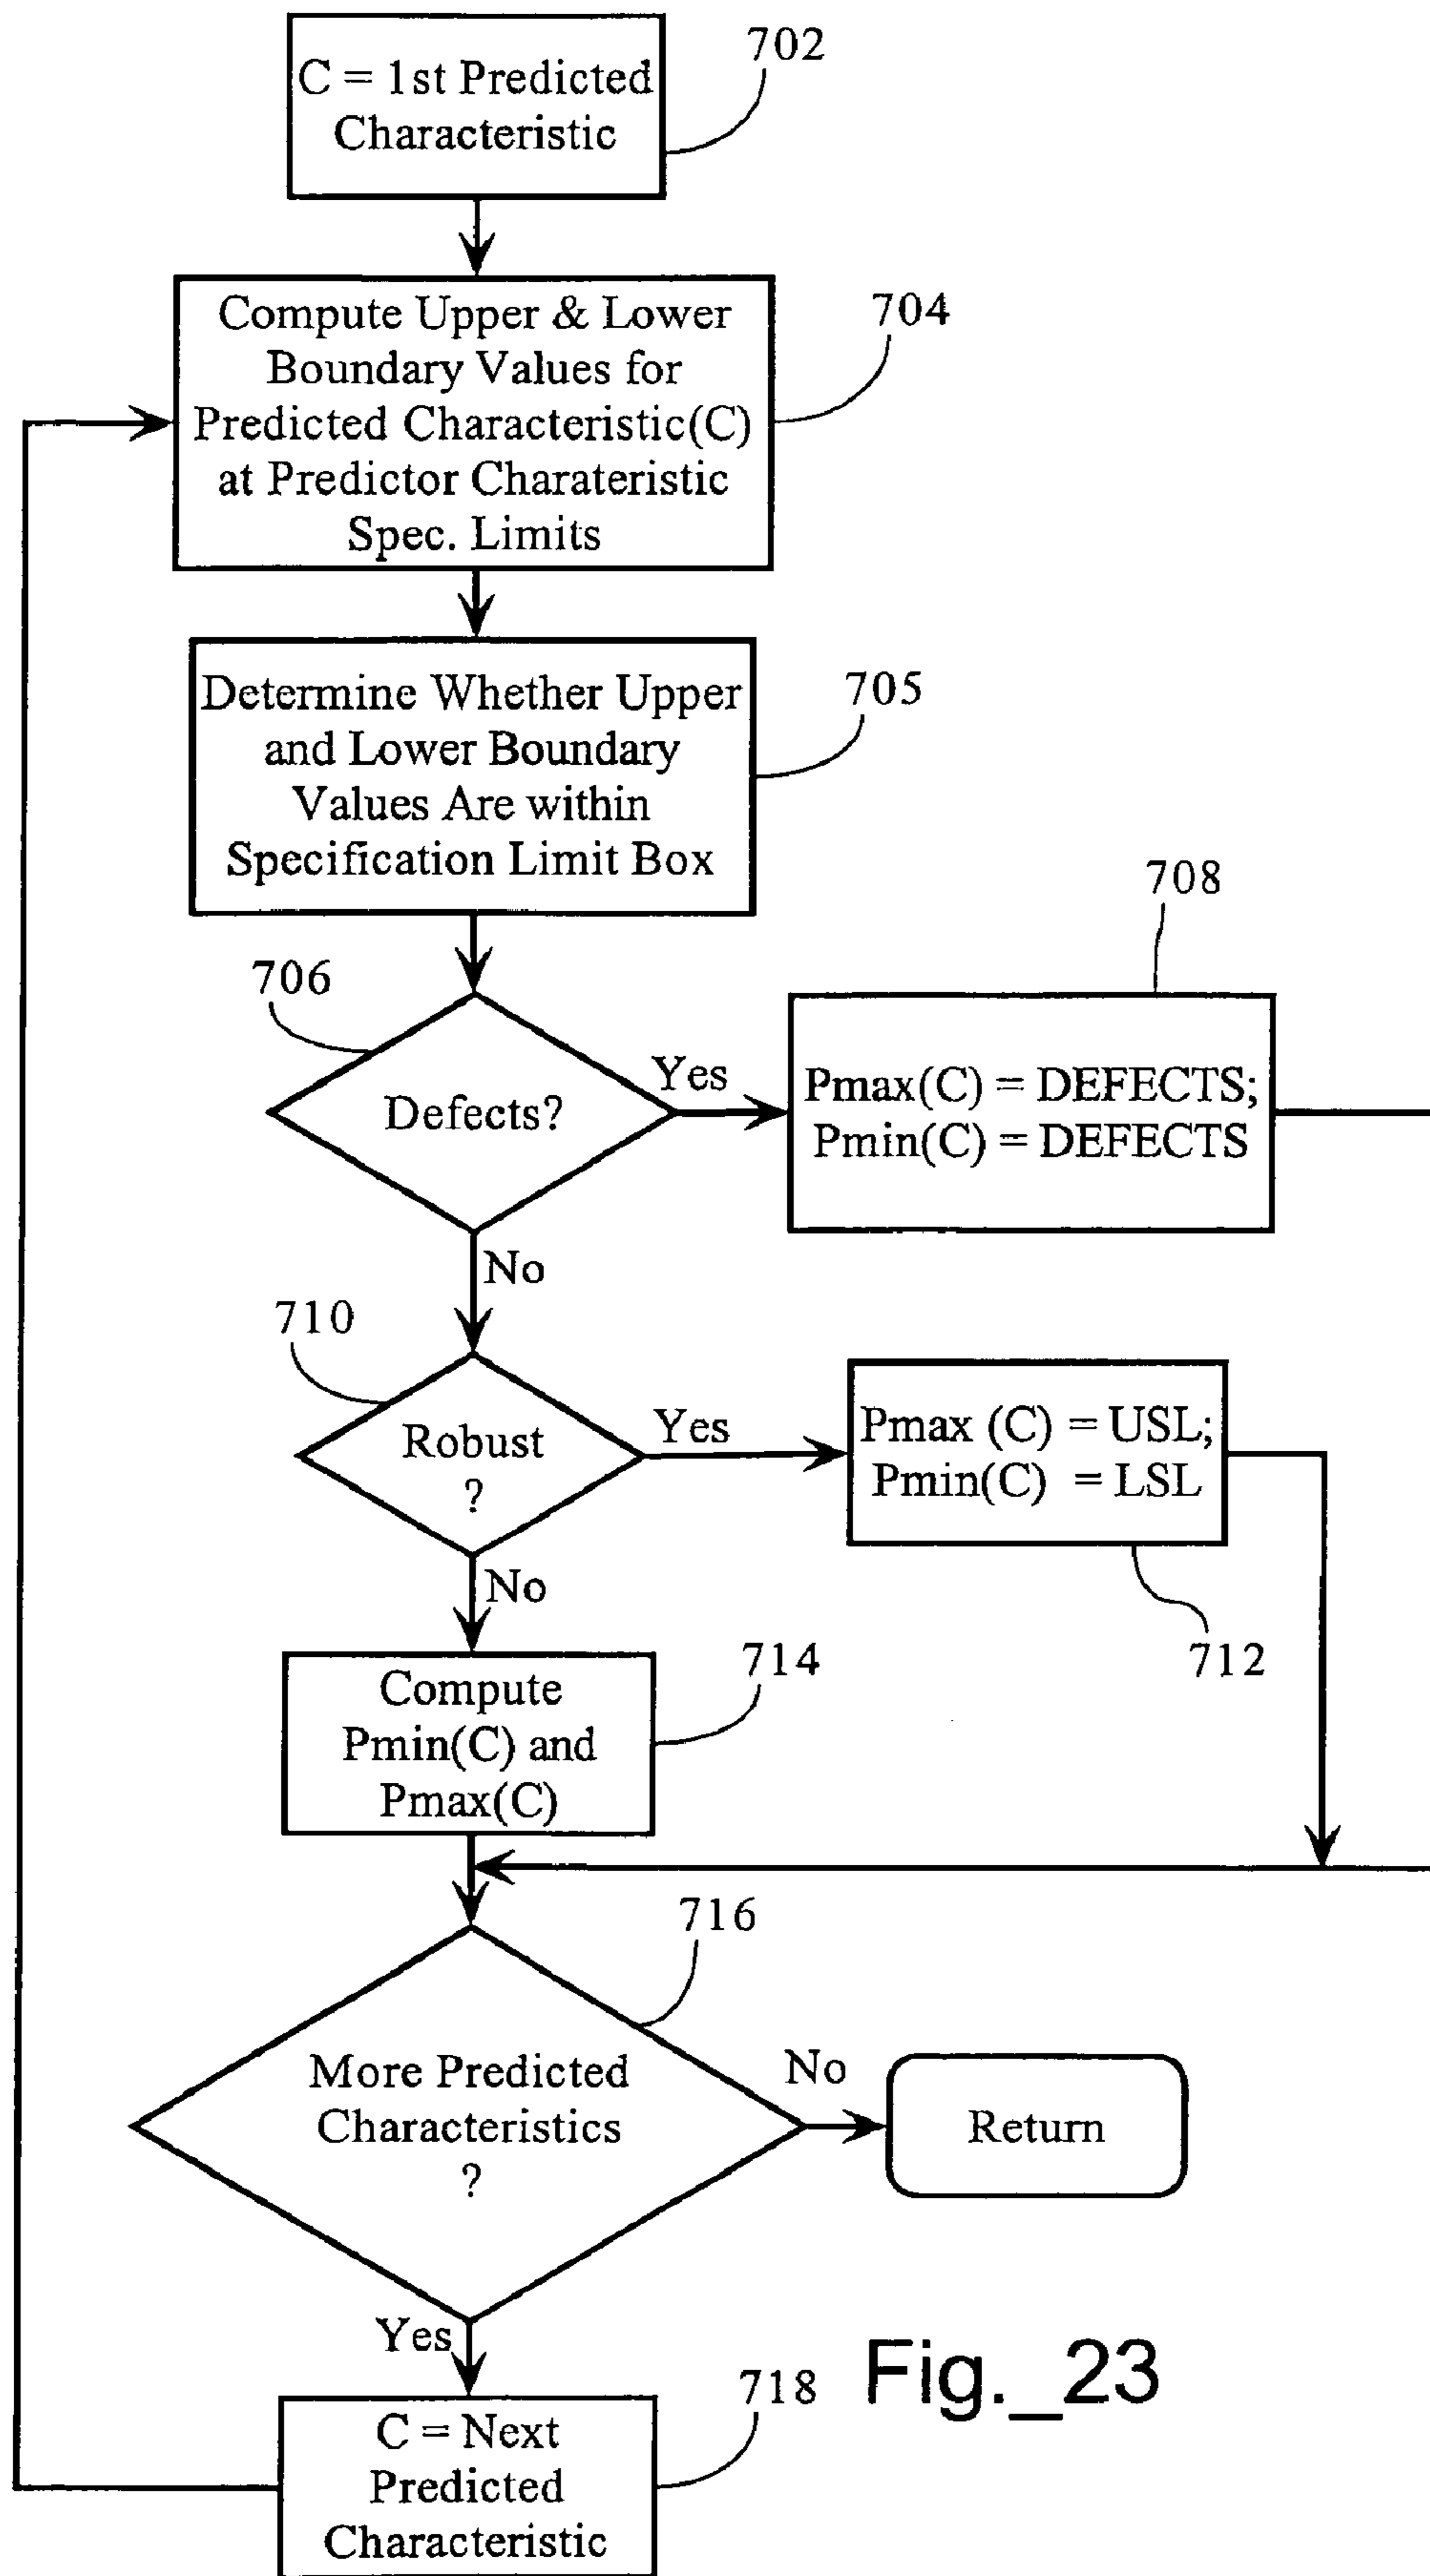 702
C = 1st Predicted
Characteristic
704
Compute Upper & Lower
Boundary Values for
Predicted Characteristic(C)
at Predictor Charateristic
Spec. Limits
705
Determine Whether Upper
and Lower Boundary
Values Are within
Specification Limit Box
708
706
Yes
Defects?
Pmax(C) = DEFECTS;
Pmin(C) = DEFECTS
No
710
Yes
Robust
?
Pmax (C) = USL;
Pmin(C) = LSL
No
712
714
Compute
Pmin(C) and
Pmax(C)
716
No
More Predicted
Characteristics
?
Return
Yes
718
Fig._23
C = Next
Predicted
Characteristic